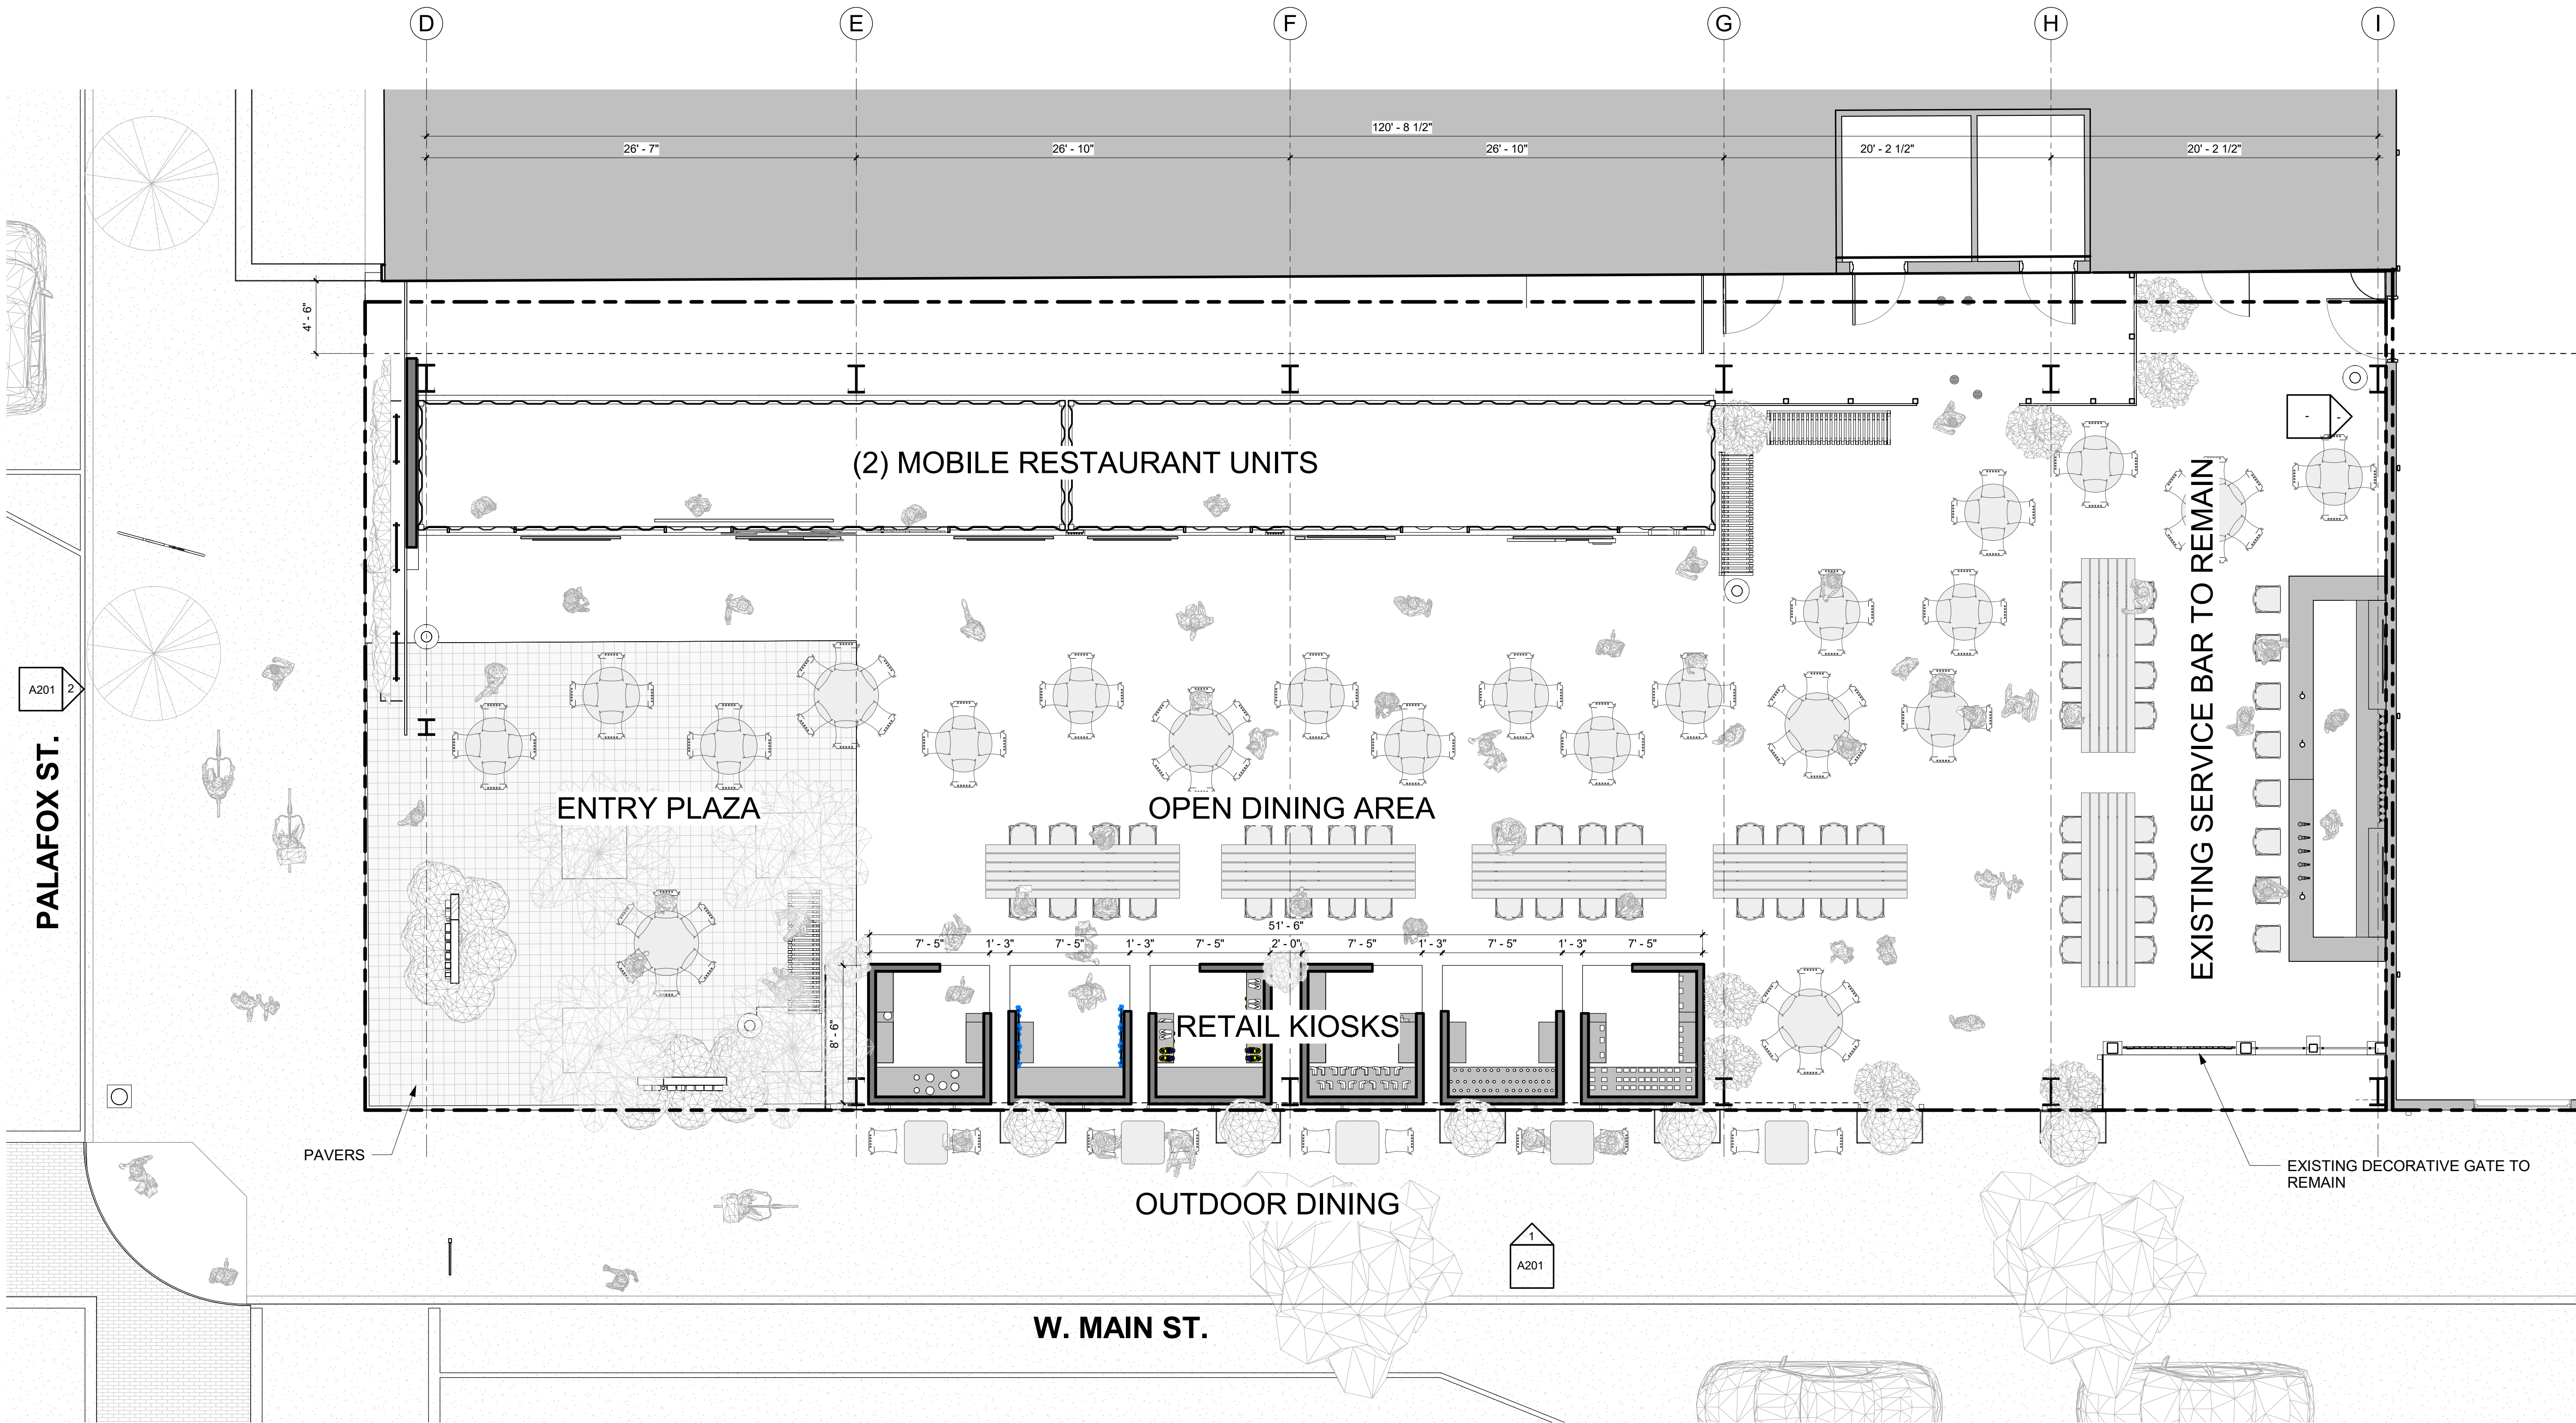 D E F G H I
120' - 8 1/2"
26' - 7" 26' - 10" 26' - 10" 20' - 2 1/2" 20' - 2 1/2"
4' - 6"
(2) MOBILE RESTAURANT UNITS
- -
EXISTING SERVICE BAR TO REMAIN
A201 2
PALAFOX ST.
ENTRY PLAZA
OPEN DINING AREA
51' - 6"
7' - 5" 1' - 3" 7' - 5" 1' - 3" 7' - 5" 2' - 0" 7' - 5" 1' - 3" 7' - 5" 1' - 3" 7' - 5"
8' - 6"
RETAIL KIOSKS
PAVERS
EXISTING DECORATIVE GATE TO
REMAIN
OUTDOOR DINING
1
A201
W. MAIN ST.